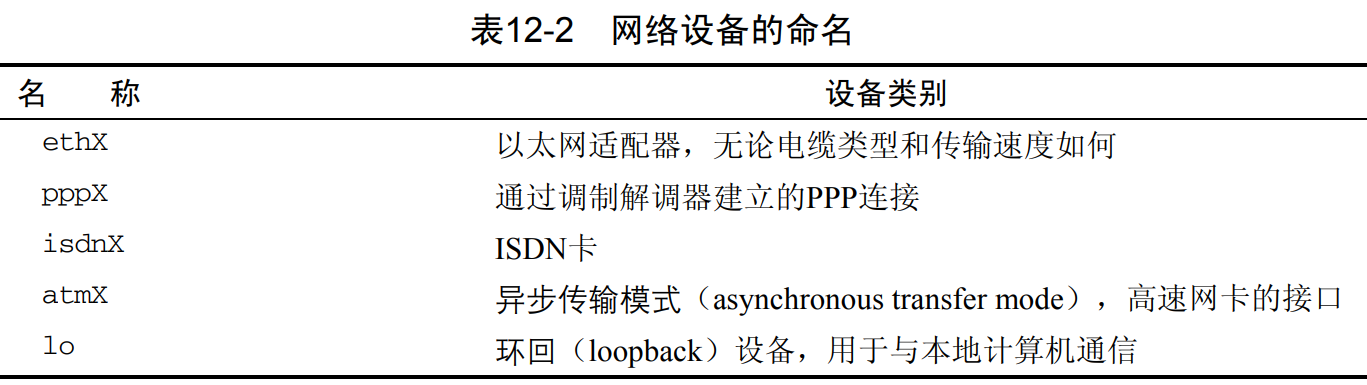 表12-2 网络设备的命名
名 称 设备类别
ethX 以太网适配器，无论电缆类型和传输速度如何
pppX 通过调制解调器建立的PPP连接
isdnX ISDN卡
atmX 异步传输模式（asynchronous transfer mode），高速网卡的接口
lo 环回（loopback）设备，用于与本地计算机通信